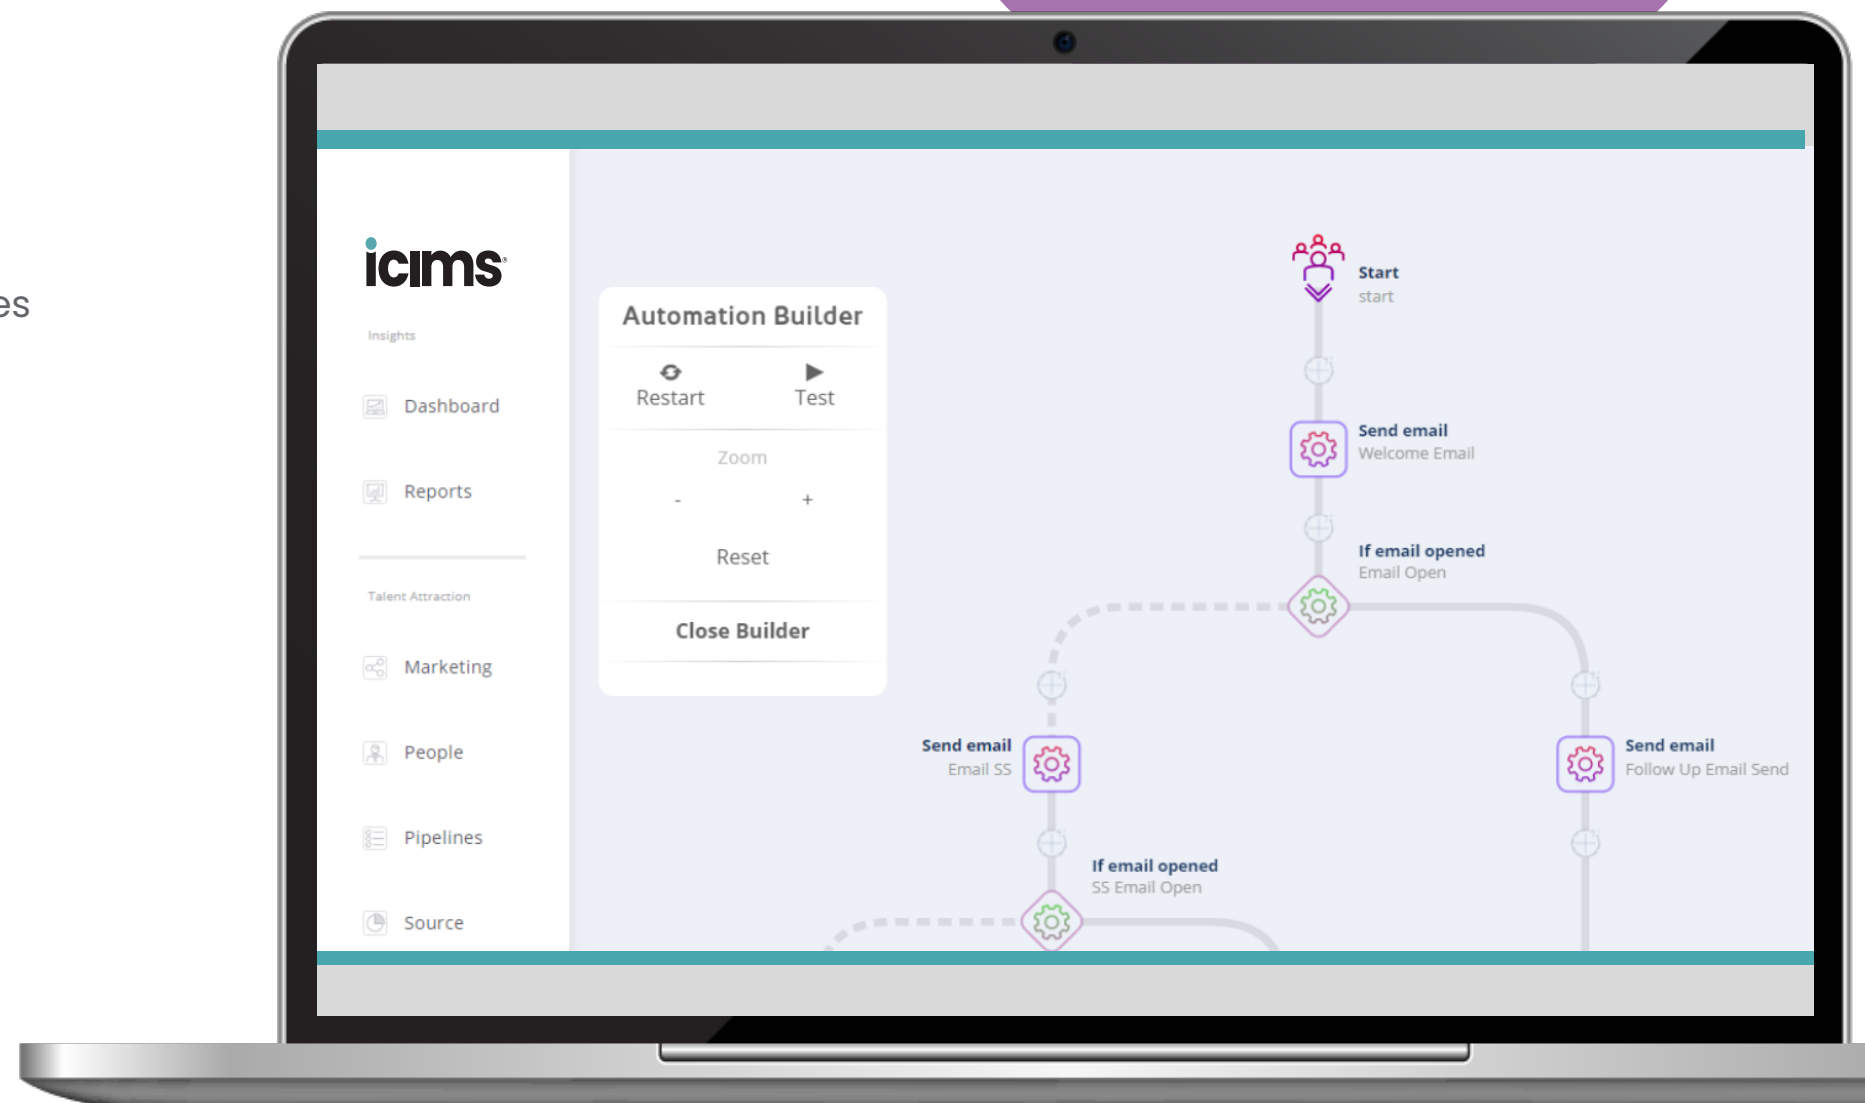 es
icims®
Insights
Dashboard
Reports
Talent Attraction
Marketing
People
Pipelines
Source
Automation Builder
Restart Test
Zoom
- +
Reset
Close Builder
Start
start
Send email
Welcome Email
If email opened
Email Open
Send email
Email SS
Send email
Follow Up Email Send
If email opened
SS Email Open